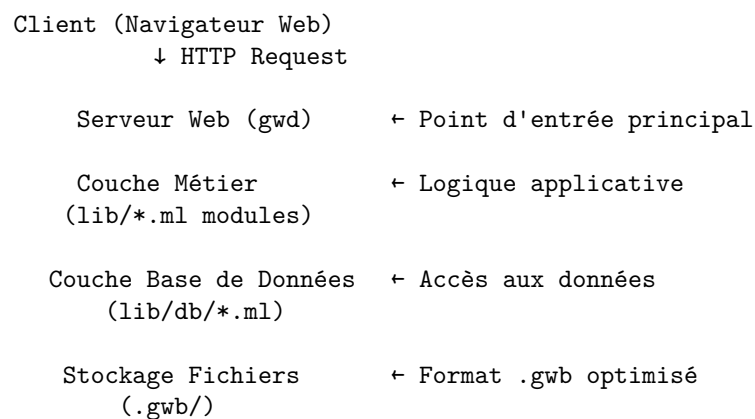 Client (Navigateur Web)
↓ HTTP Request
Serveur Web (gwd) ← Point d'entrée principal
Couche Métier ← Logique applicative
(lib/*.ml modules)
Couche Base de Données ← Accès aux données
(lib/db/*.ml)
Stockage Fichiers ← Format .gwb optimisé
(.gwb/)